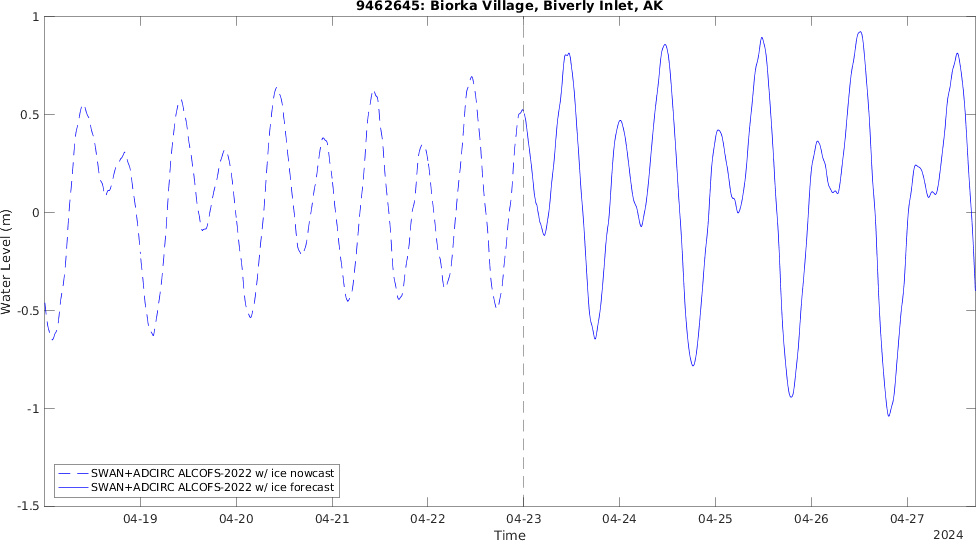 9462645: Biorka Village, Biverly Inlet, AK
1
0.5
0
-0.5
-1
-1.5
Water Level (m)
SWAN+ADCIRC ALCOFS-2022 w/ ice nowcast
SWAN+ADCIRC ALCOFS-2022 w/ ice forecast
04-19 04-20 04-21 04-22 04-23 04-24 04-25 04-26 04-27
Time
2024